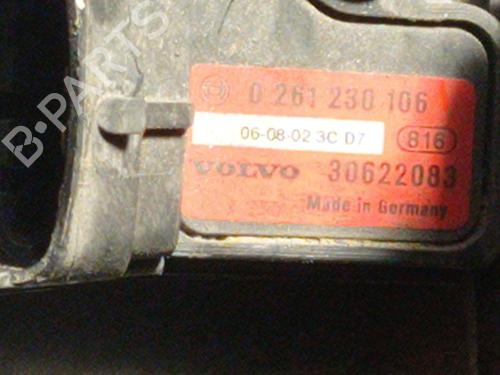 B-PARTS
0 261 230 106
06-08-02 3C D7
816
VOLVO 30622083
Made in Germany